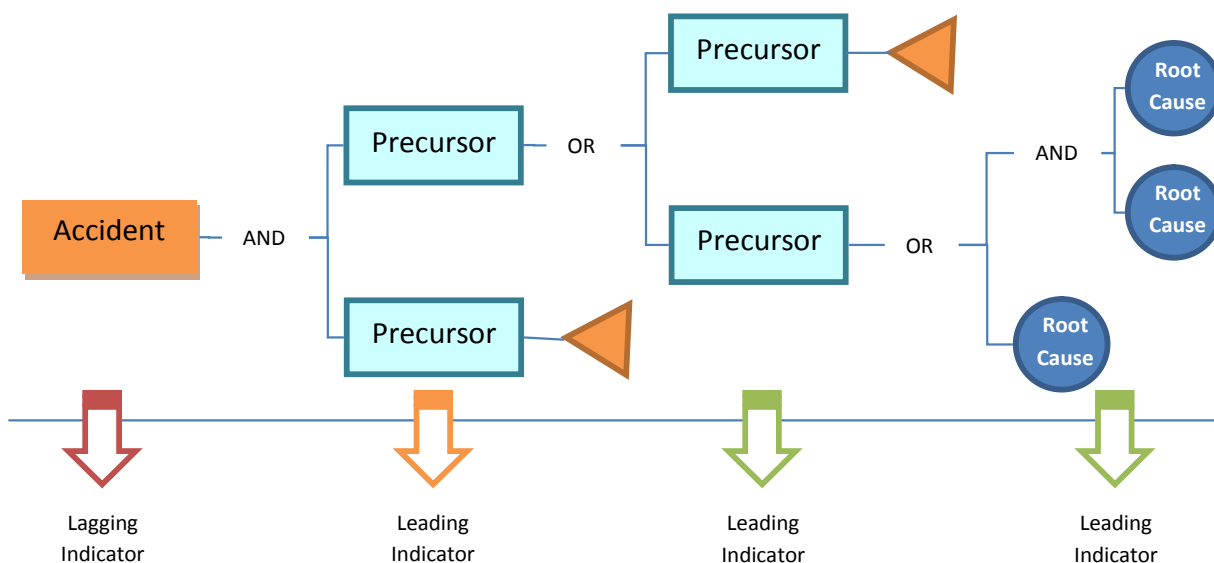 Precursor
Root
Cause
Precursor
OR
AND
Root
Cause
Accident
AND
Precursor
OR
Precursor
Root
Cause
Lagging
Indicator
Leading
Indicator
Leading
Indicator
Leading
Indicator